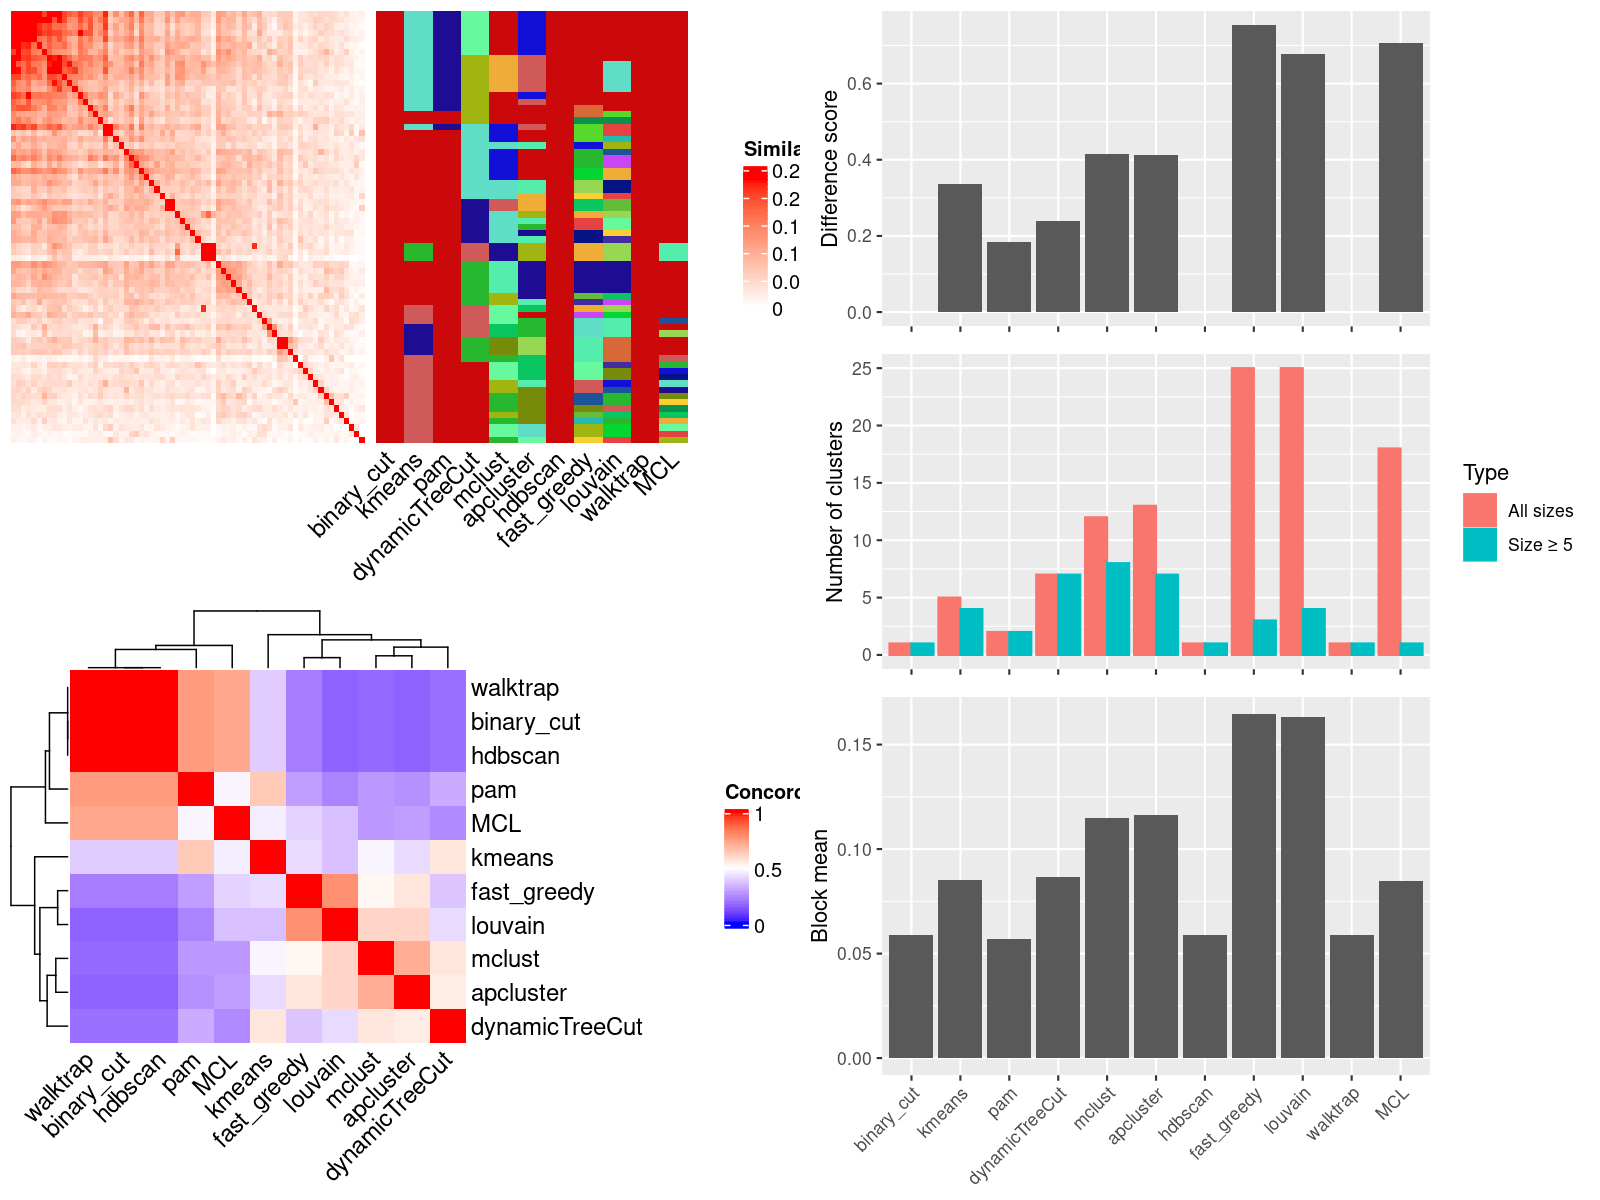 Simila
0.2
0.2
0.1
0.1
0.0
0
binary_cut
kmeans
pam
dynamicTreeCut
mclust
apcluster
hdbscan
fast_greedy
louvain
walktrap
MCL
walktrap
binary_cut
hdbscan
pam
MCL
kmeans
fast_greedy
louvain
mclust
apcluster
dynamicTreeCut
walktrap
binary_cut
hdbscan
pam
MCL
kmeans
fast_greedy
louvain
mclust
apcluster
dynamicTreeCut
Concord
1
0.5
0
Difference score
0.6
0.4
0.2
0.0
Number of clusters
25
20
15
10
5
0
Type
All sizes
Size ≥ 5
Block mean
0.15
0.10
0.05
0.00
binary_cut
kmeans
pam
dynamicTreeCut
mclust
apcluster
hdbscan
fast_greedy
louvain
walktrap
MCL